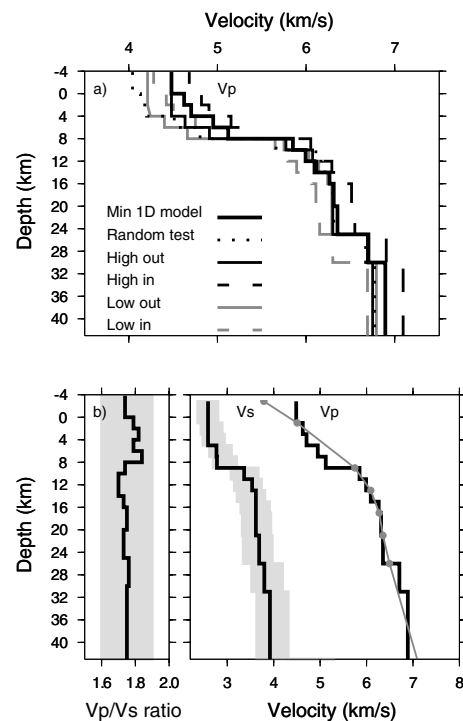 Velocity (km/s)
4 5 6 7
a) Vp
-4
0
4
8
12
16
20
24
28
32
36
40
Depth (km)
Min 1D model
Random test
High out
High in
Low out
Low in
b) Vs Vp
-4
0
4
8
12
16
20
24
28
32
36
40
Depth (km)
1.6 1.8 2.0
3 4 5 6 7 8
Vp/Vs ratio
Velocity (km/s)